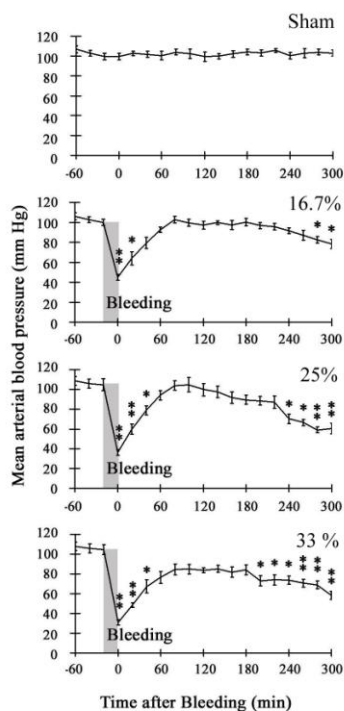 Sham
120
100
80
60
40
20
0
-60 0 60 120 180 240 300
16.7%
120
100
80
60
40
20
0
** * * *
Bleeding
-60 0 60 120 180 240 300
25%
120
100
80
60
40
20
0
** ** * * * ** **
Bleeding
-60 0 60 120 180 240 300
33 %
120
100
80
60
40
20
0
** ** * * * * ** ** **
Bleeding
-60 0 60 120 180 240 300
Mean arterial blood pressure (mm Hg)
Time after Bleeding (min)